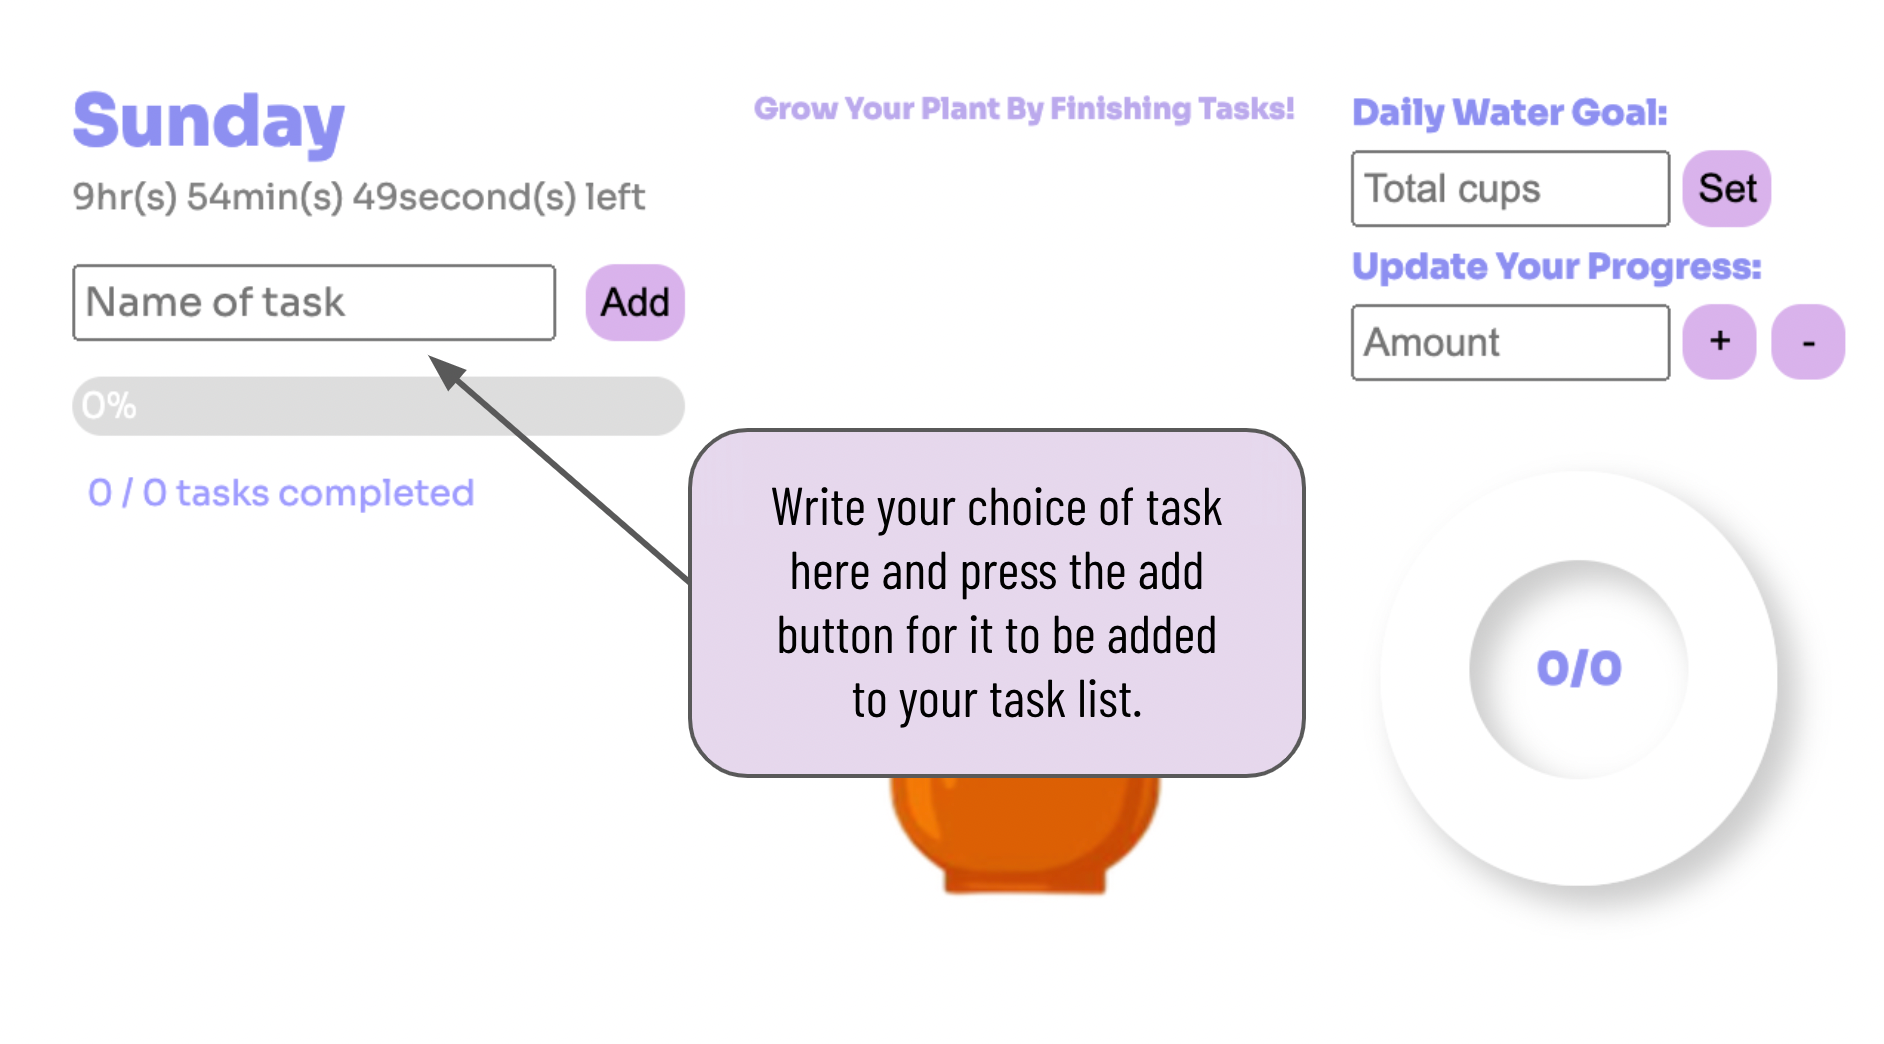 Sunday
9hr(s) 54min(s) 49second(s) left
Name of task
Add
0%
0 / 0 tasks completed
Grow Your Plant By Finishing Tasks!
Write your choice of task
here and press the add
button for it to be added
to your task list.
Daily Water Goal:
Total cups
Set
Update Your Progress:
Amount
+
-
0/0